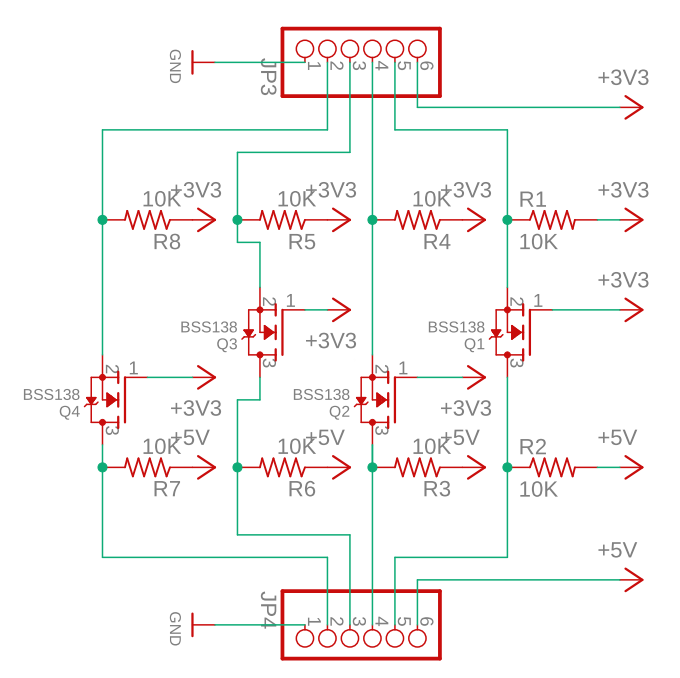 GND
JP3
1 2 3 4 5 6
+3V3
10K +3V3 10K +3V3 10K +3V3 R1 +3V3
R8 R5 R4 10K
+3V3
2 1 2 1
BSS138 BSS138
Q3 Q1
+3V3
3 3
2 1 2 1
BSS138 BSS138
Q4 Q2
+3V3 +3V3
3 3
10K +5V 10K +5V 10K +5V R2 +5V
R7 R6 R3 10K
+5V
JP4
GND
1 2 3 4 5 6